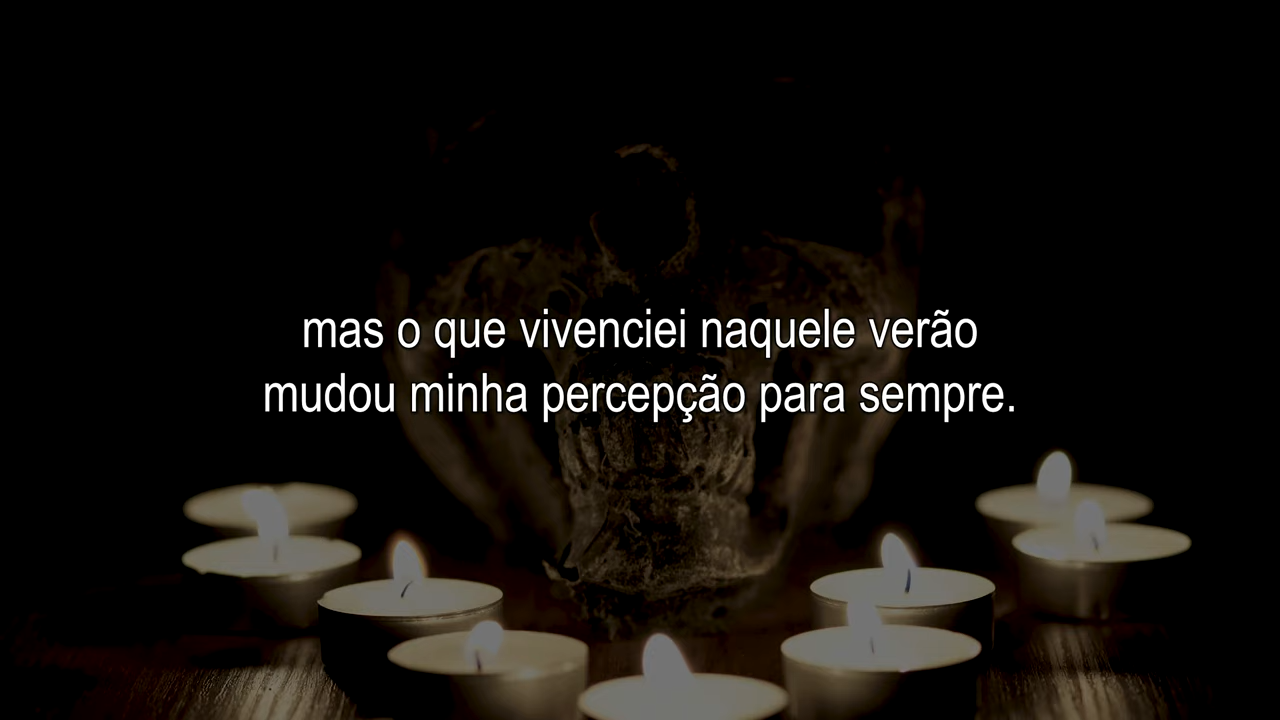 mas o que vivenciei naquele verão
mudou minha percepção para sempre.